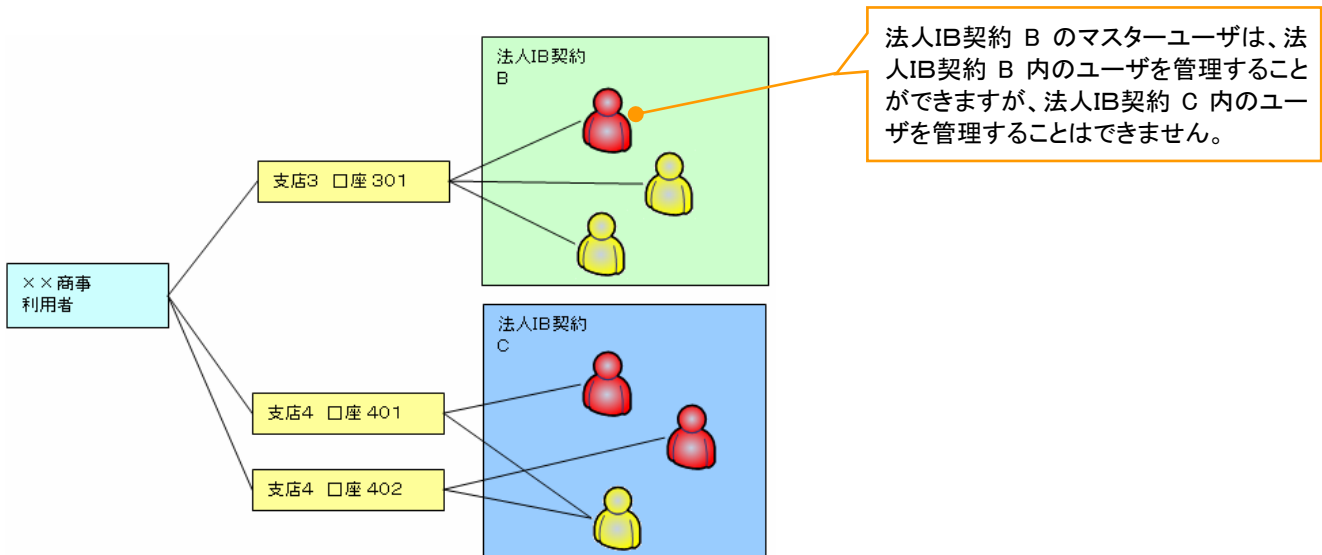 法人IB契約
B
法人IB契約 B のマスターユーザは、法
人IB契約 B 内のユーザを管理すること
ができますが、法人IB契約 C 内のユー
ザを管理することはできません。
支店3 口座 301
××商事
利用者
法人IB契約
C
支店4 口座 401
支店4 口座 402